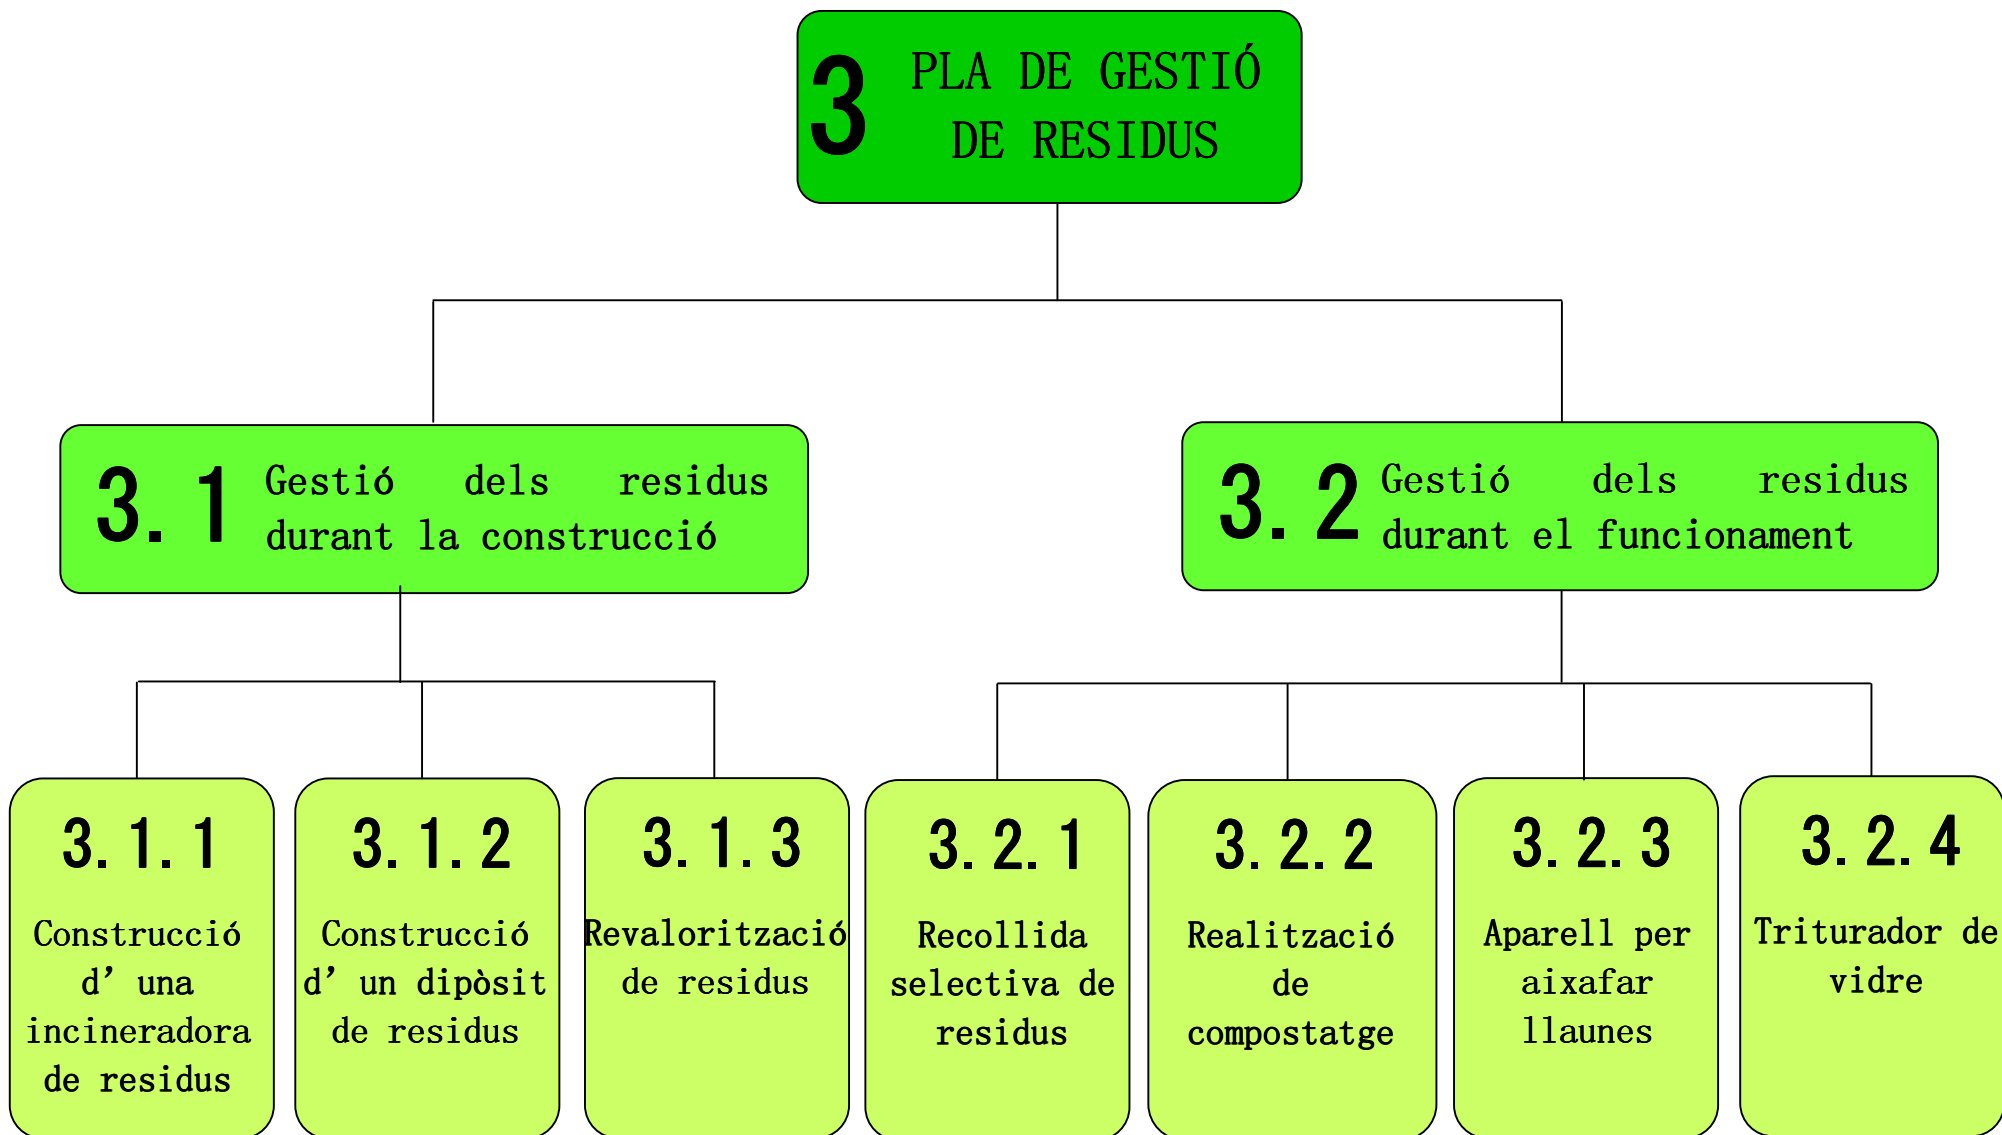 3 PLA DE GESTIÓ
DE RESIDUS
3.1 Gestió dels residus
durant la construcció
3.2 Gestió dels residus
durant el funcionament
3.1.1
Construcció
d’una
incineradora
de residus
3.1.2
Construcció
d’un dipòsit
de residus
3.1.3
Revalorització
de residus
3.2.1
Recollida
selectiva de
residus
3.2.2
Realització
de
compostatge
3.2.3
Aparell per
aixafar
llaunes
3.2.4
Triturador de
vidre